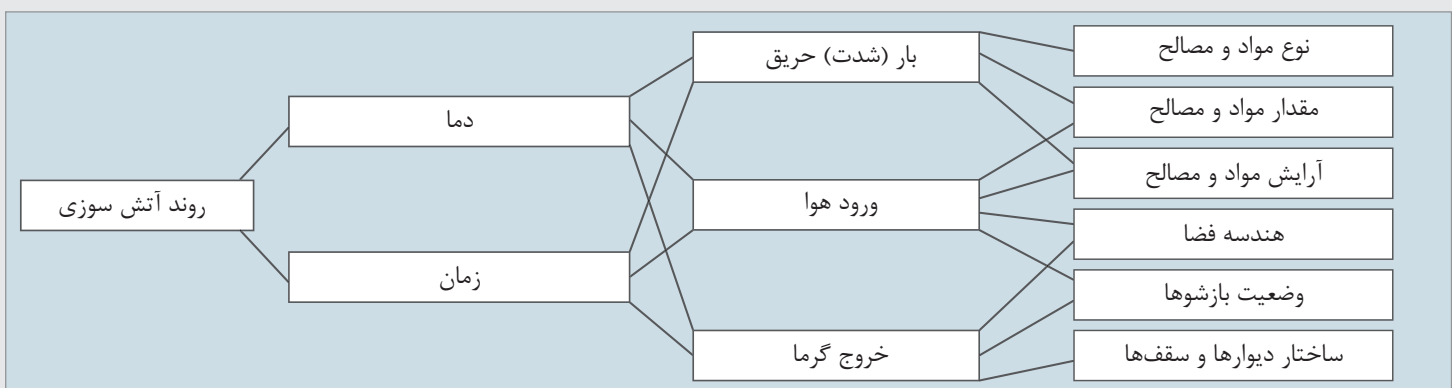 نوع مواد و مصالح
بار (شدت) حریق
مقدار مواد و مصالح
دما
آرایش مواد و مصالح
روند آتش سوزی
ورود هوا
هندسه فضا
زمان
وضعیت بازشوها
خروج گرما
ساختار دیوارها و سقف‌ها